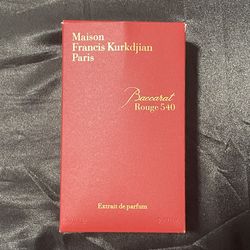 Maison
Francis Kurkdjian
Paris
Baccarat
Rouge 540
Extrait de parfum